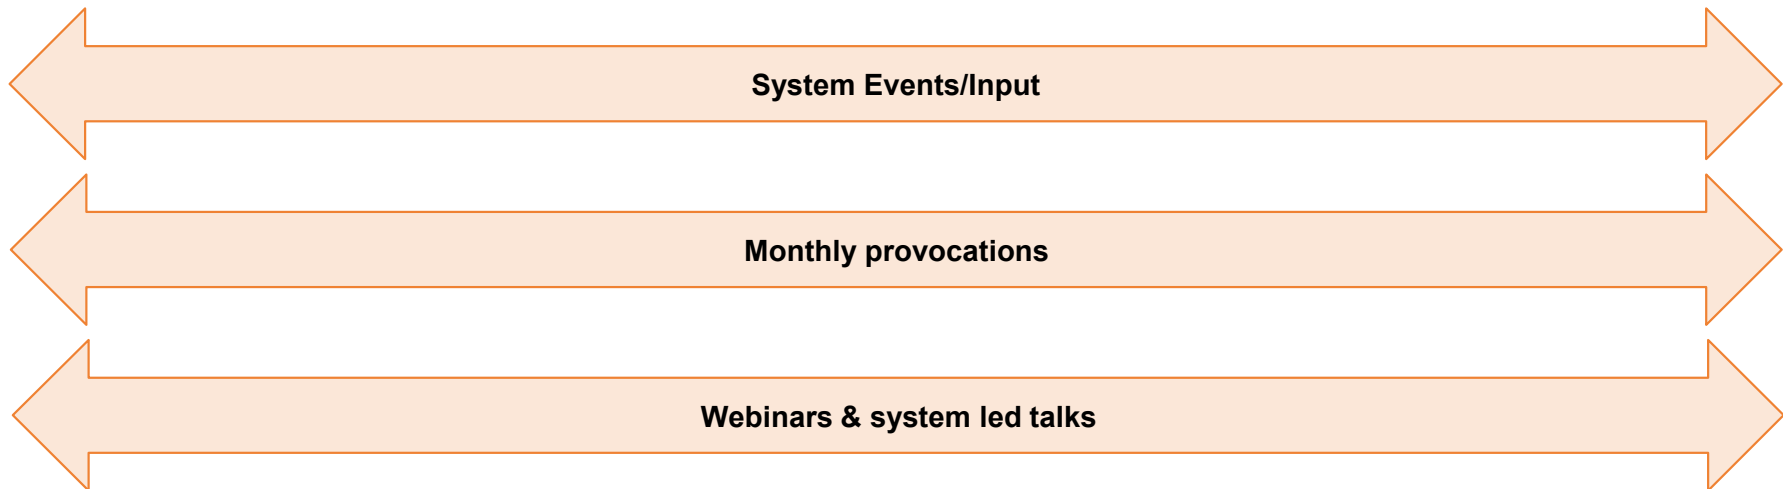 System Events/Input
Monthly provocations
Webinars & system led talks